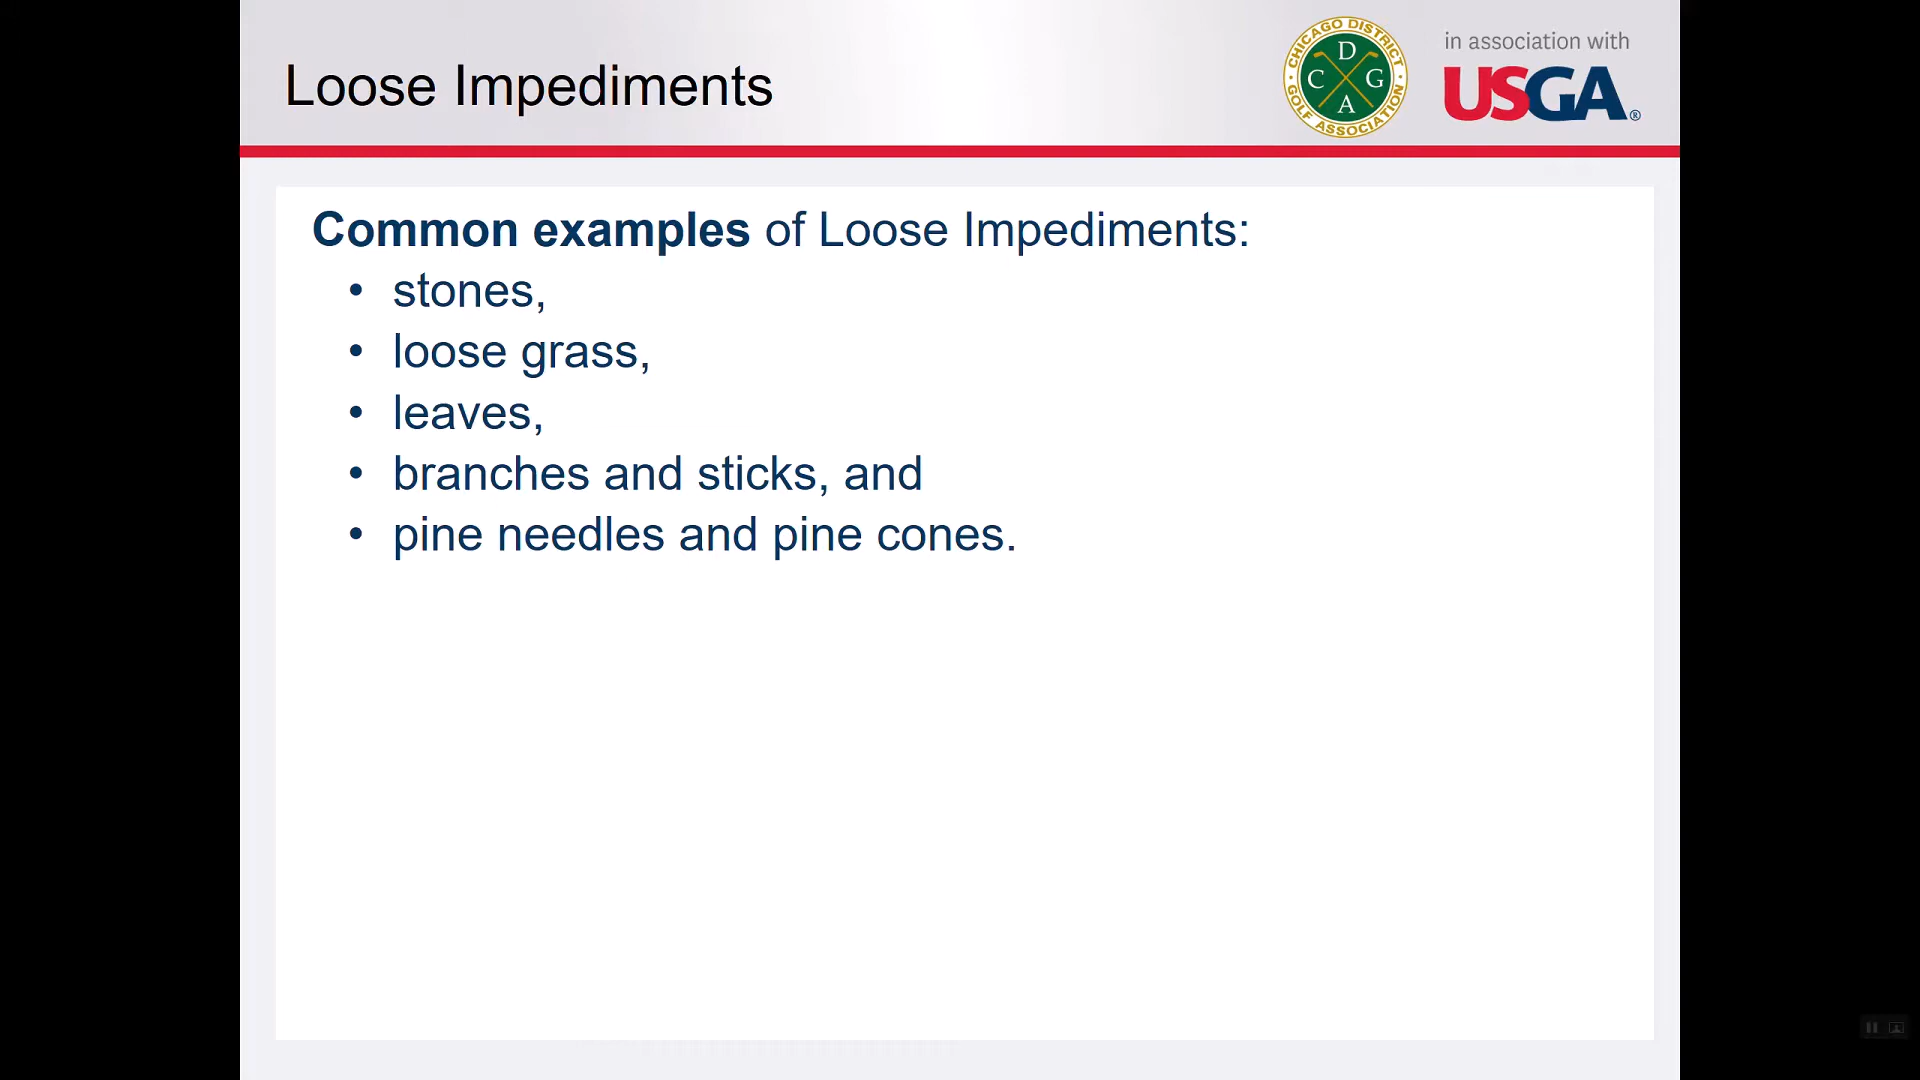 Loose Impediments
CHICAGO DISTRICT
GOLF ASSOCIATION
D
C G
A
in association with
USGA®
Common examples of Loose Impediments:
• stones,
• loose grass,
• leaves,
• branches and sticks, and
• pine needles and pine cones.